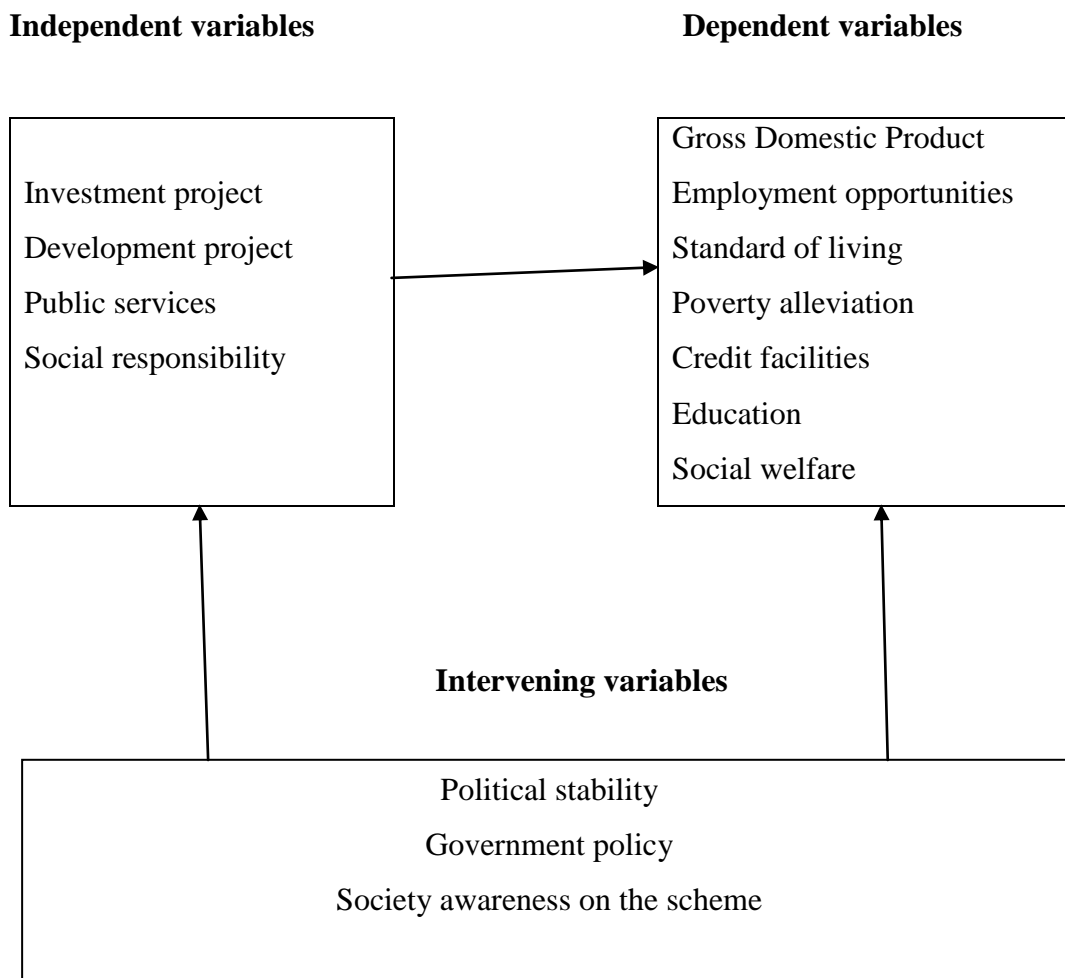 Independent variables
Dependent variables
Investment project
Development project
Public services
Social responsibility
Gross Domestic Product
Employment opportunities
Standard of living
Poverty alleviation
Credit facilities
Education
Social welfare
Intervening variables
Political stability
Government policy
Society awareness on the scheme